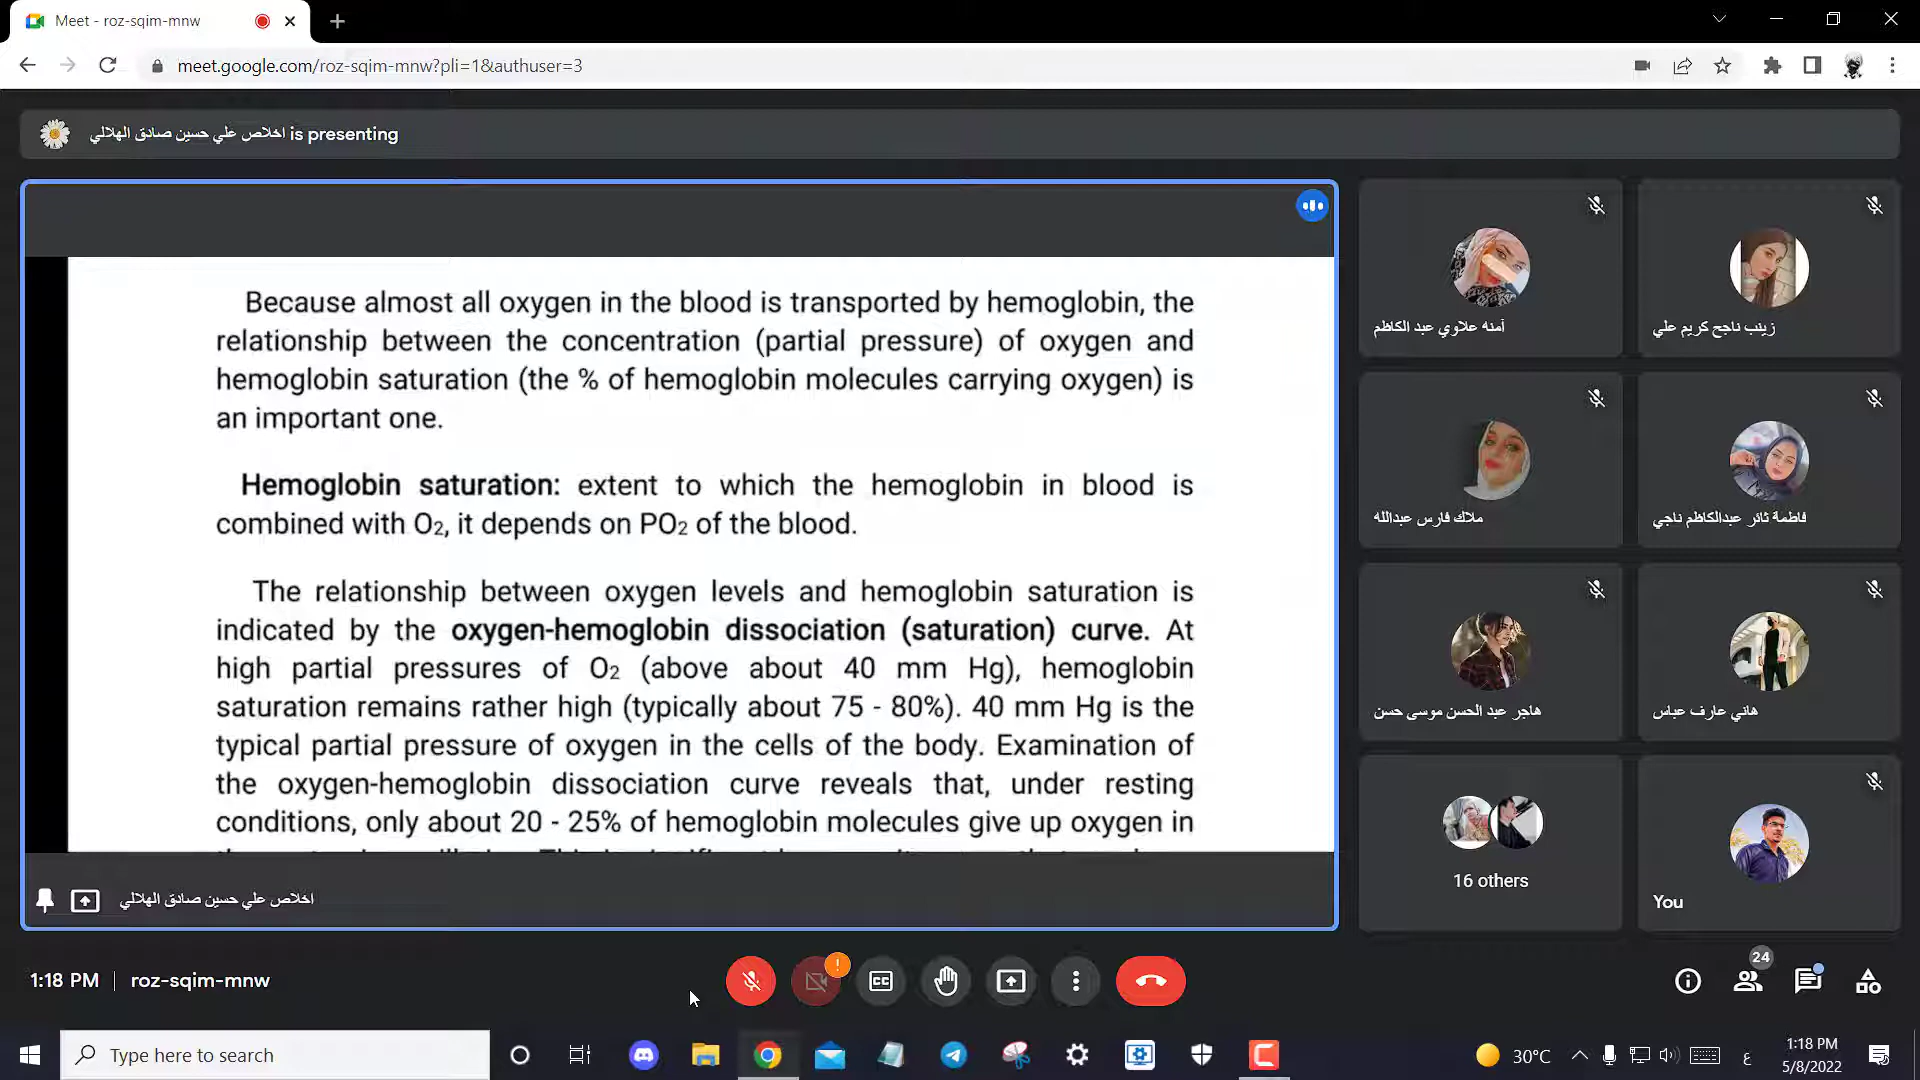 Meet - roz-sqim-mnw
meet.google.com/roz-sqim-mnw?pli=1&authuser=3
اخلاص علي حسين صادق الهلالي is presenting
Because almost all oxygen in the blood is transported by hemoglobin, the
relationship between the concentration (partial pressure) of oxygen and
hemoglobin saturation (the % of hemoglobin molecules carrying oxygen) is
an important one.
Hemoglobin saturation: extent to which the hemoglobin in blood is
combined with O2, it depends on PO2 of the blood.
The relationship between oxygen levels and hemoglobin saturation is
indicated by the oxygen-hemoglobin dissociation (saturation) curve. At
high partial pressures of O2 (above about 40 mm Hg), hemoglobin
saturation remains rather high (typically about 75 - 80%). 40 mm Hg is the
typical partial pressure of oxygen in the cells of the body. Examination of
the oxygen-hemoglobin dissociation curve reveals that, under resting
conditions, only about 20 - 25% of hemoglobin molecules give up oxygen in
اخلاص علي حسين صادق الهلالي
آمنه علاوي عبد الكاظم
زينب ناجح كريم علي
ملاك فارس عبدالله
فاطمة ثائر عبدالكاظم ناجي
هاجر عبد الحسن موسى حسن
هاني عارف عباس
16 others
You
1:18 PM
roz-sqim-mnw
CC
24
Type here to search
30°C
ع
1:18 PM
5/8/2022